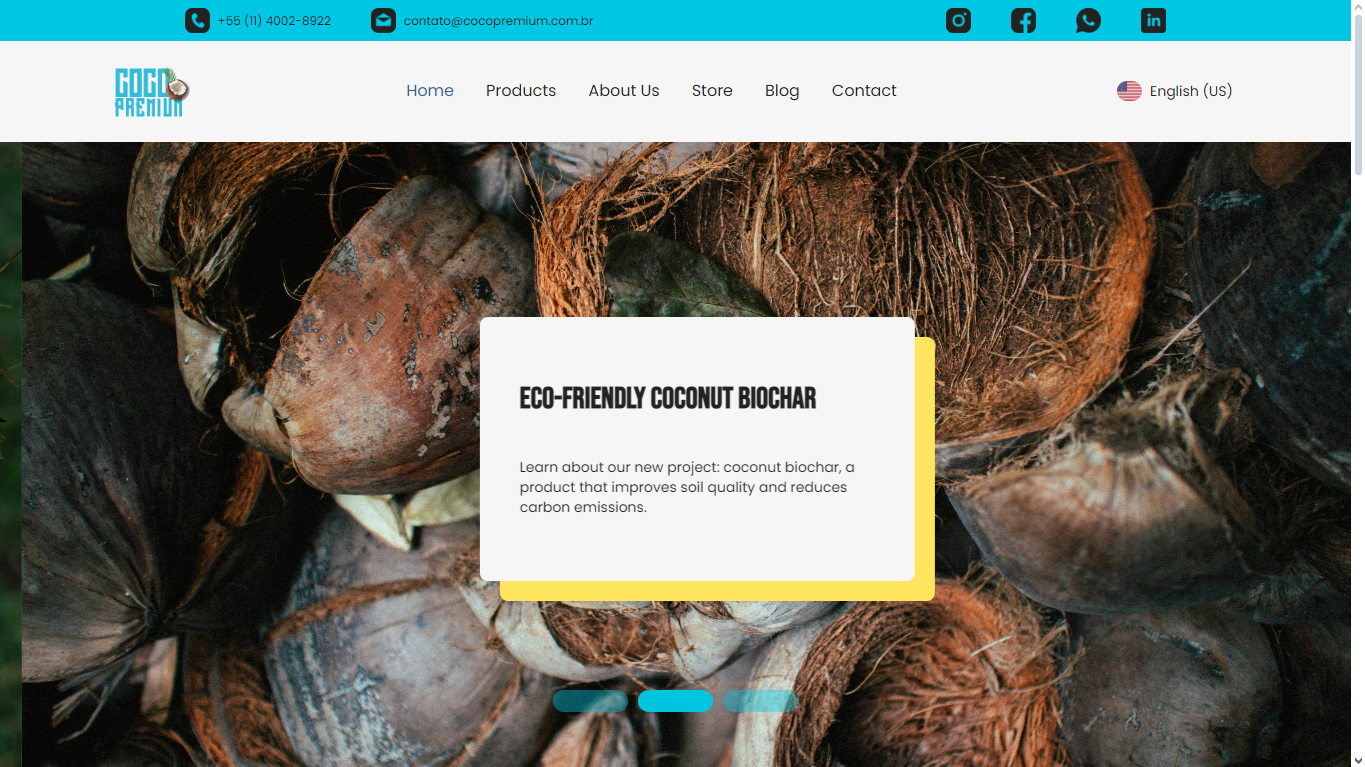 +55 (11) 4002-8922
contato@cocopremium.com.br
in
COCO
PREMIUM
Home
Products
About Us
Store
Blog
Contact
English (US)
ECO-FRIENDLY COCONUT BIOCHAR
Learn about our new project: coconut biochar, a
product that improves soil quality and reduces
carbon emissions.